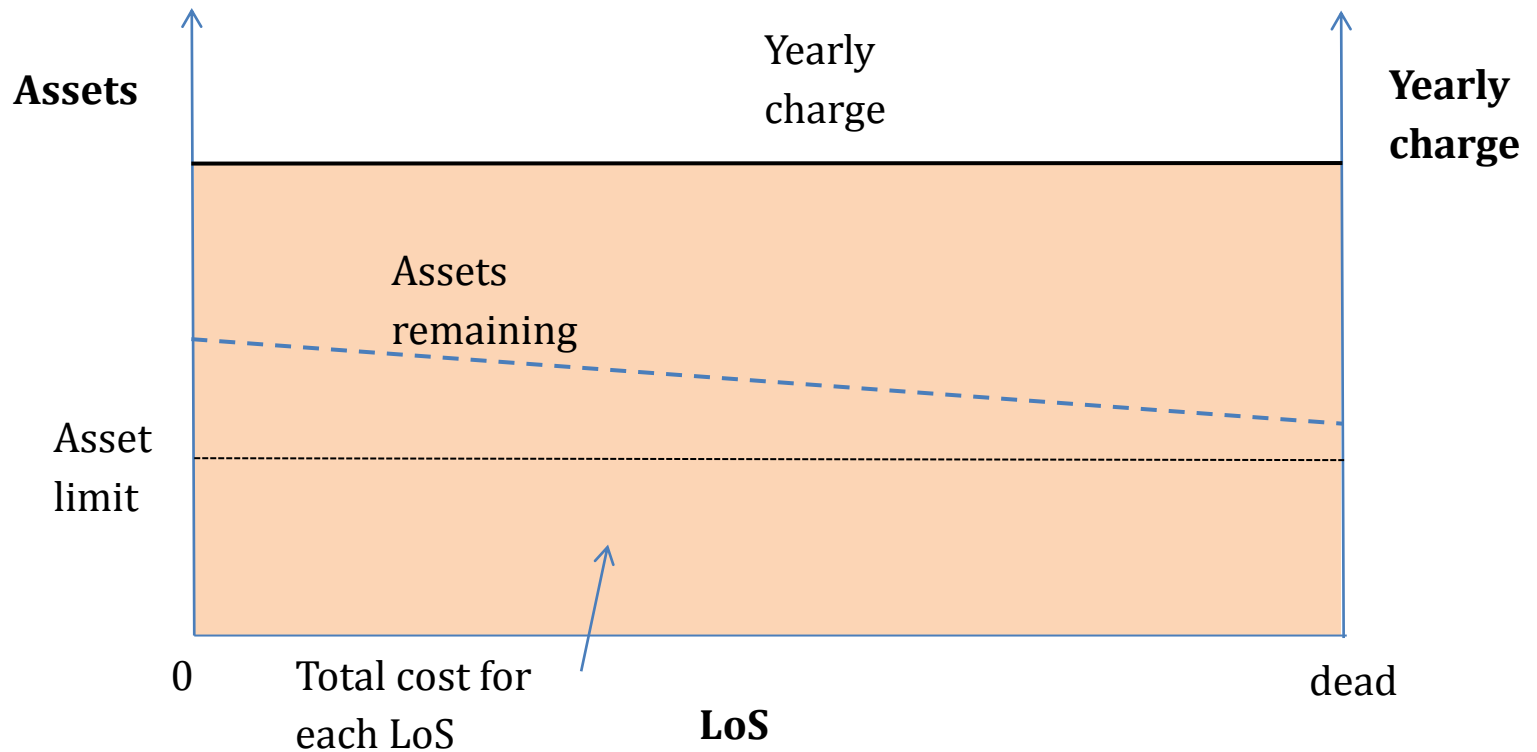 Assets
Yearly
charge
Yearly
charge
Assets
remaining
Asset
limit
0
Total cost for
each LoS
LoS
dead